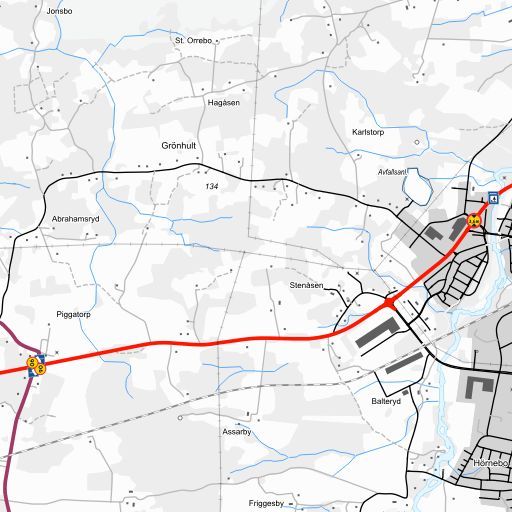 Jonsbo
St. Orrebo
Hagåsen
Karlstorp
Grönhult
Avfallsanl
134
Abrahamsryd
Stenåsen
Piggatorp
Balteryd
Assarby
Hörnebo
Friggesby